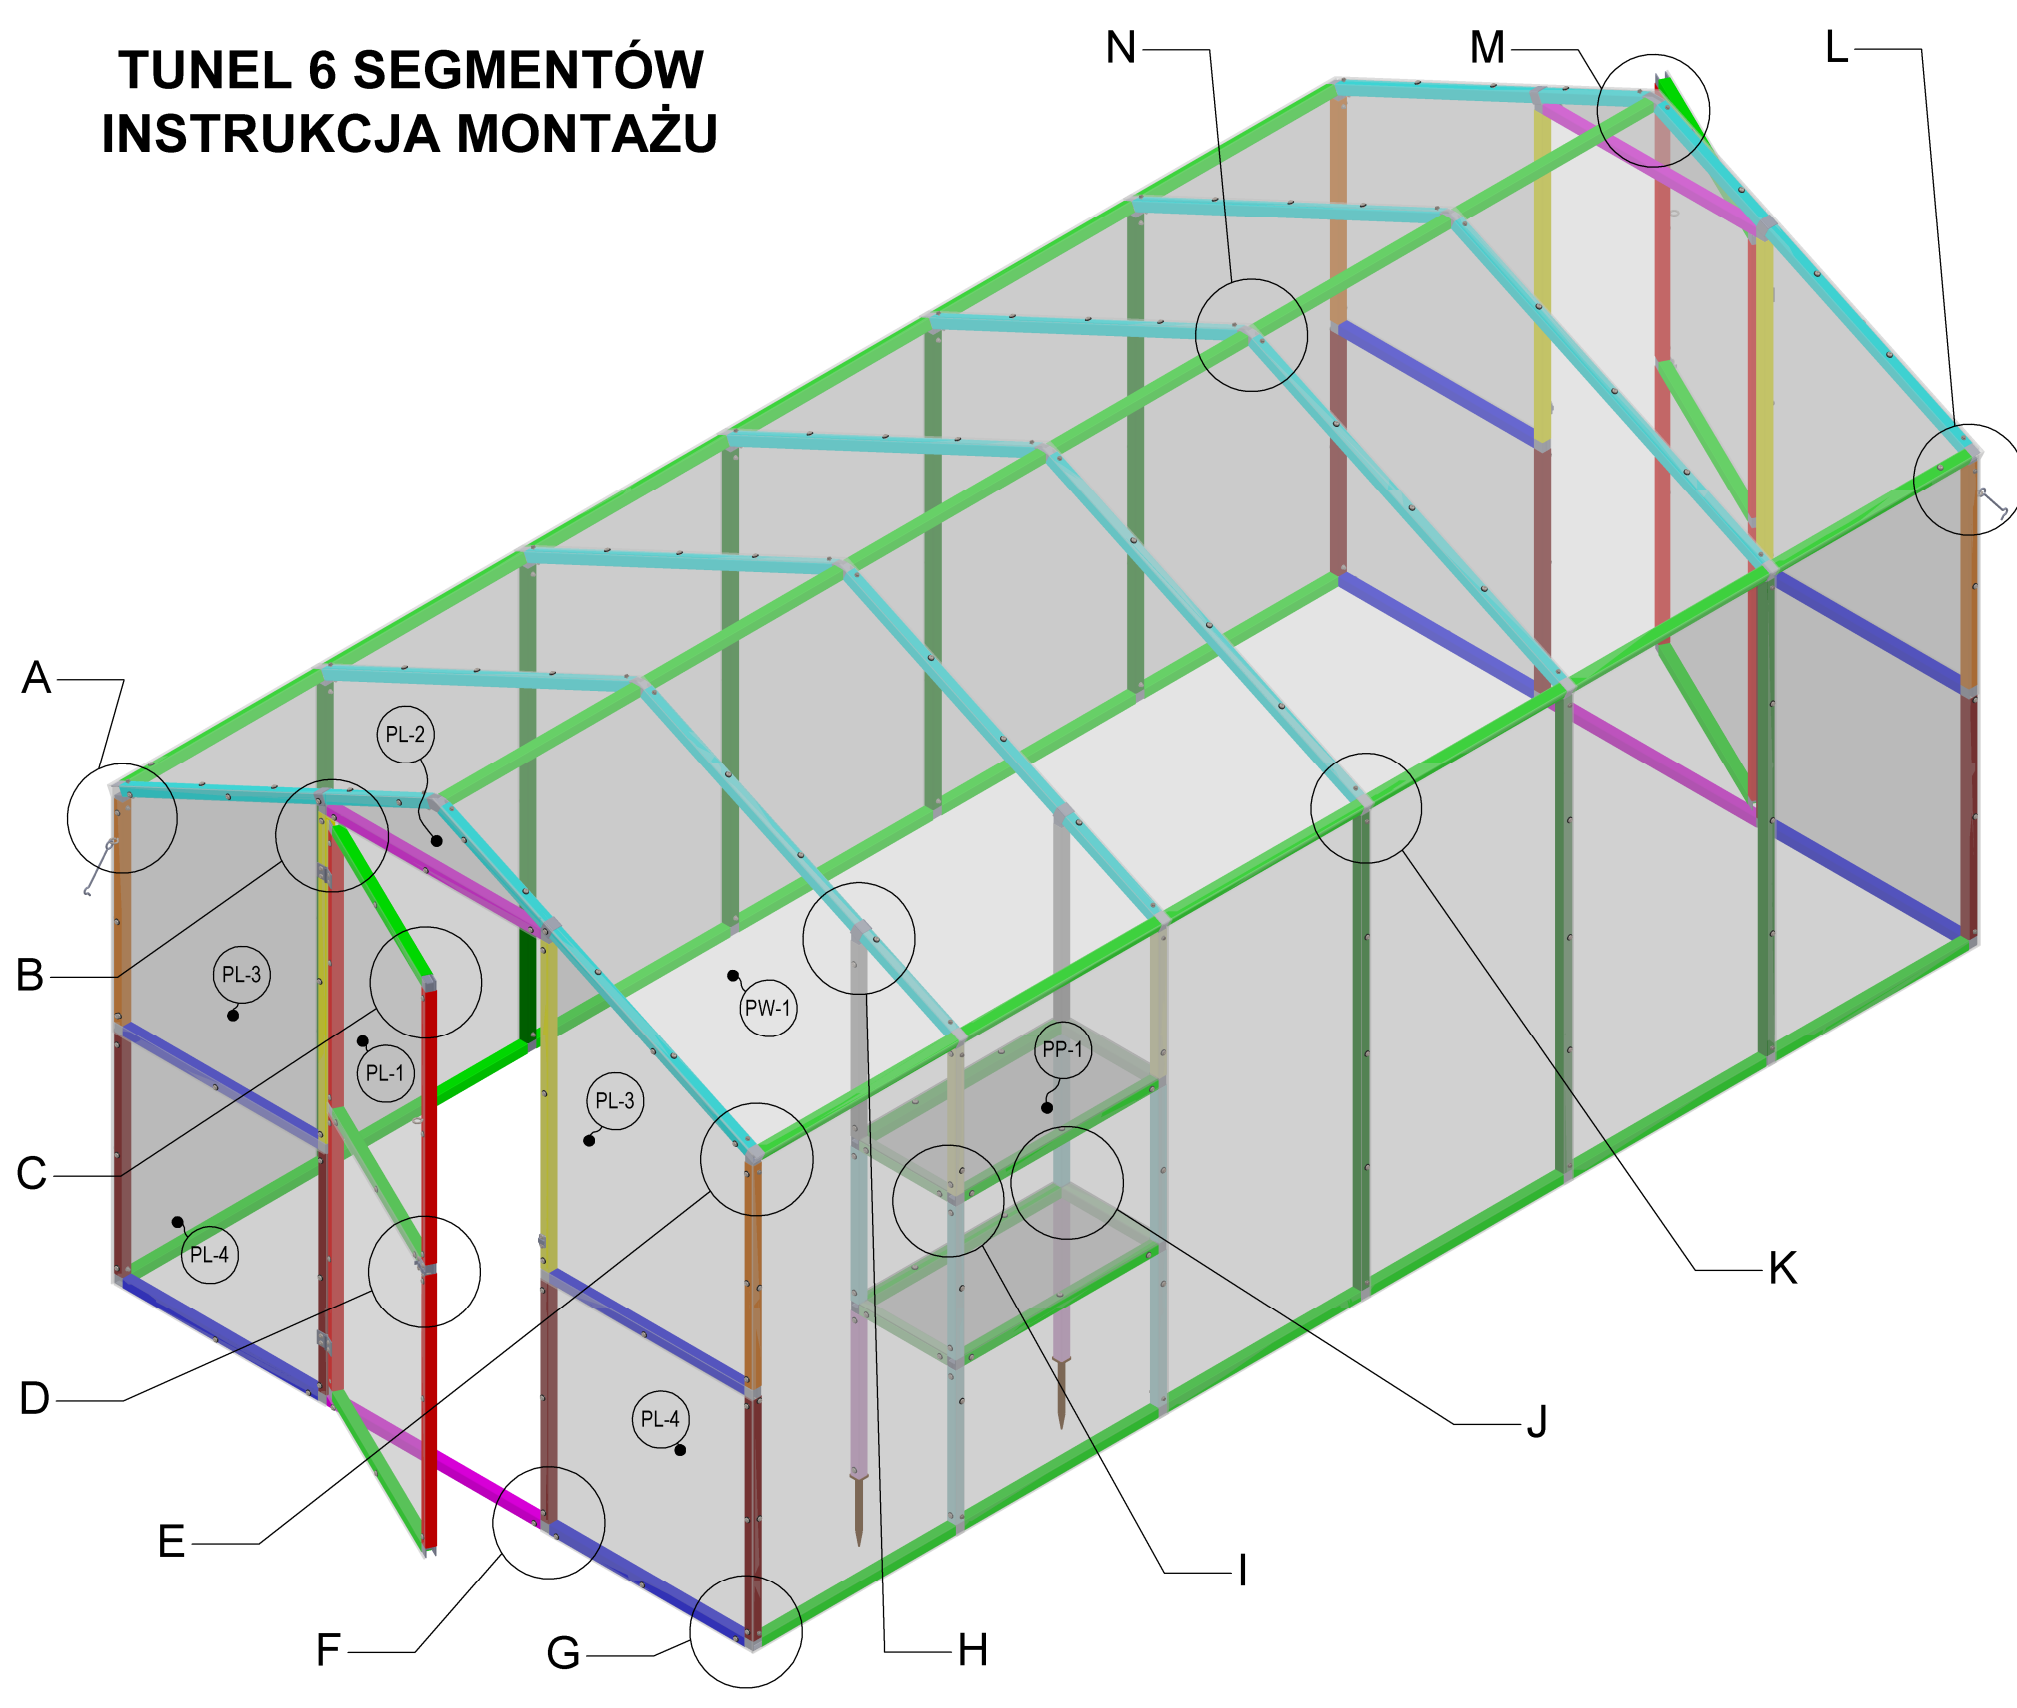 TUNEL 6 SEGMENTÓW
INSTRUKCJA MONTAŻU
N
M
L
A
PL-2
B
PL-3
PW-1
PP-1
PL-1
PL-3
C
PL-4
K
D
PL-4
J
E
I
F
G
H